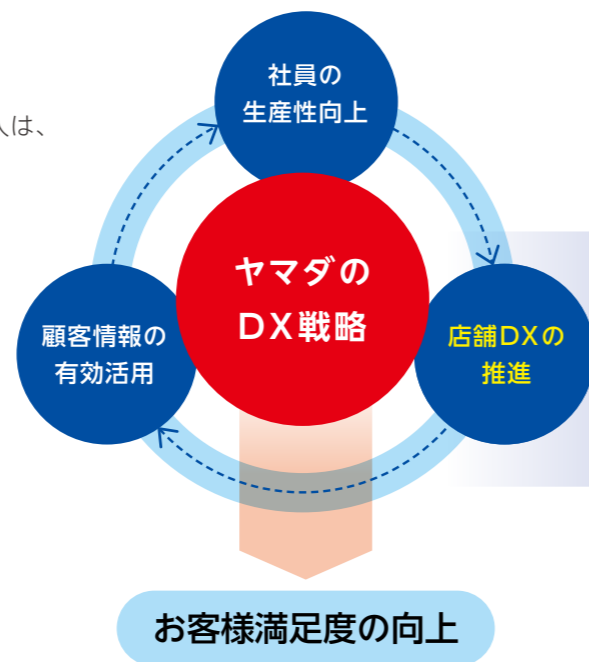 社員の
生産性向上
人は、
ヤマダの
DX戦略
顧客情報の
有効活用
店舗DXの
推進
お客様満足度の向上